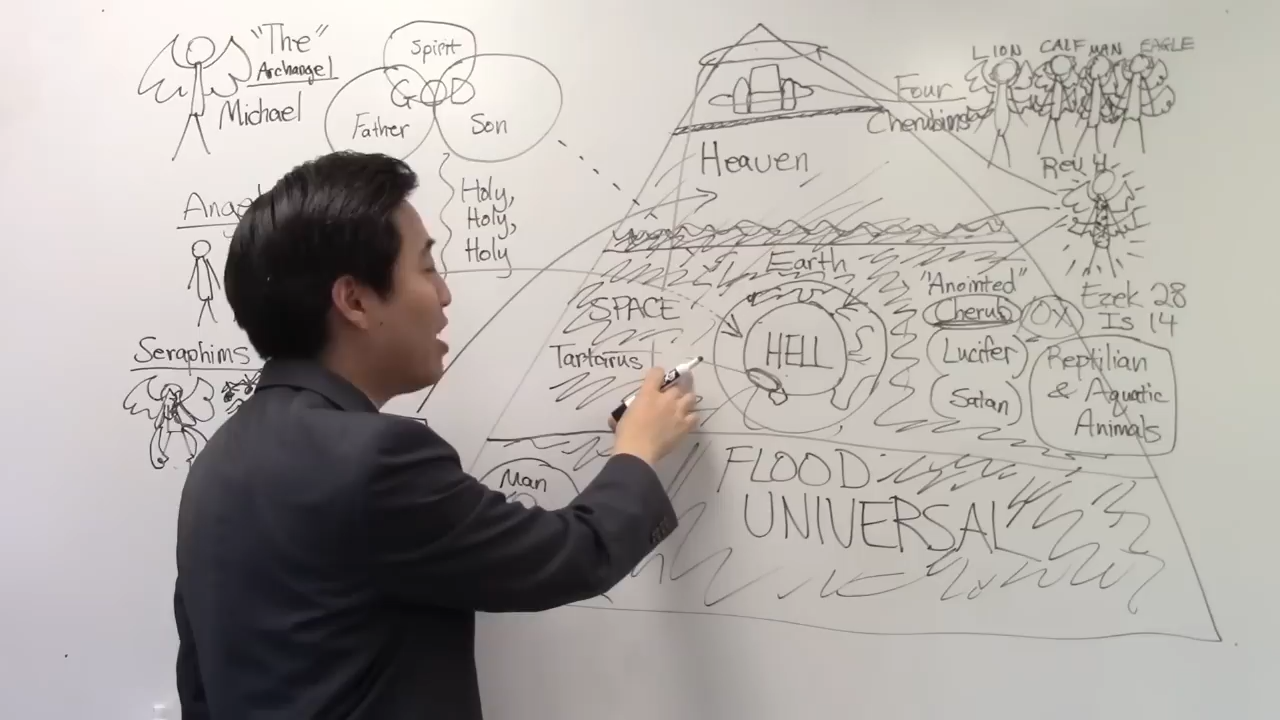 "The"
Archangel
Michael
Spirit
GOD
Father
Son
Holy,
Holy,
Holy
Seraphims
Heaven
Four
Cherubims
LION
CALF
MAN
EAGLE
Rev 4
Earth
SPACE
Tartarus
HELL
"Anointed"
Cherub
OX
Lucifer
Satan
Ezek 28
Is 14
Reptilian
& Aquatic
Animals
Man
FLOOD
UNIVERSAL